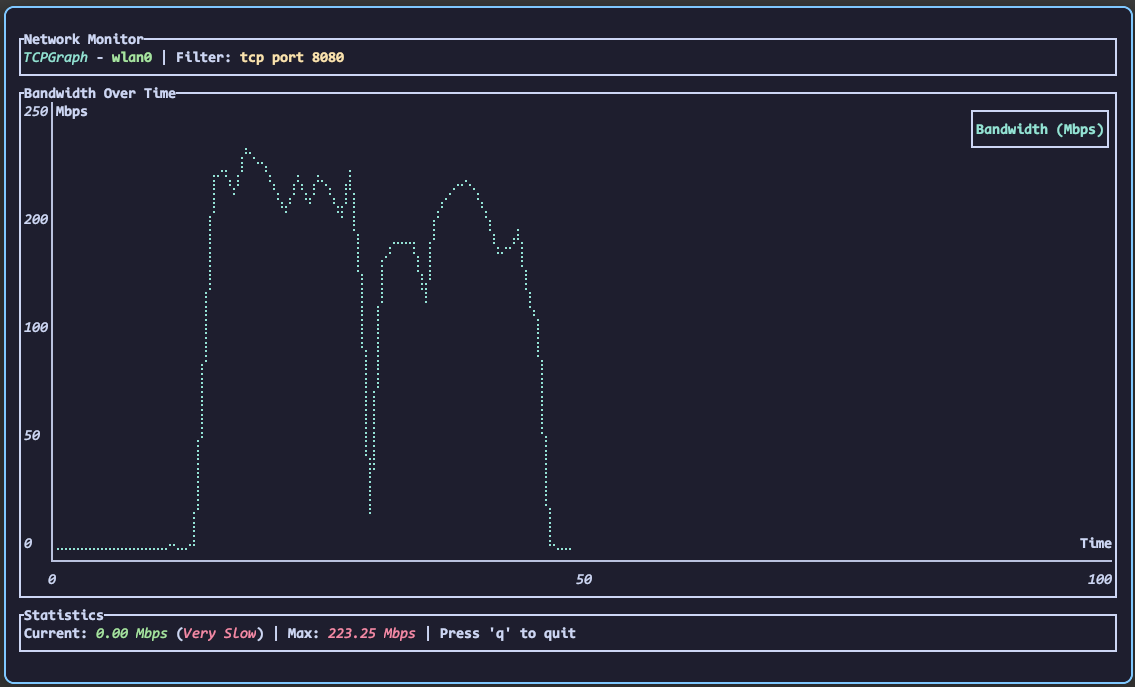 Network Monitor
TCPGraph - wlan0 | Filter: tcp port 8080
Bandwidth Over Time
250 Mbps
Bandwidth (Mbps)
200
100
50
0
Time
0 50 100
Statistics
Current: 0.00 Mbps (Very Slow) | Max: 223.25 Mbps | Press 'q' to quit